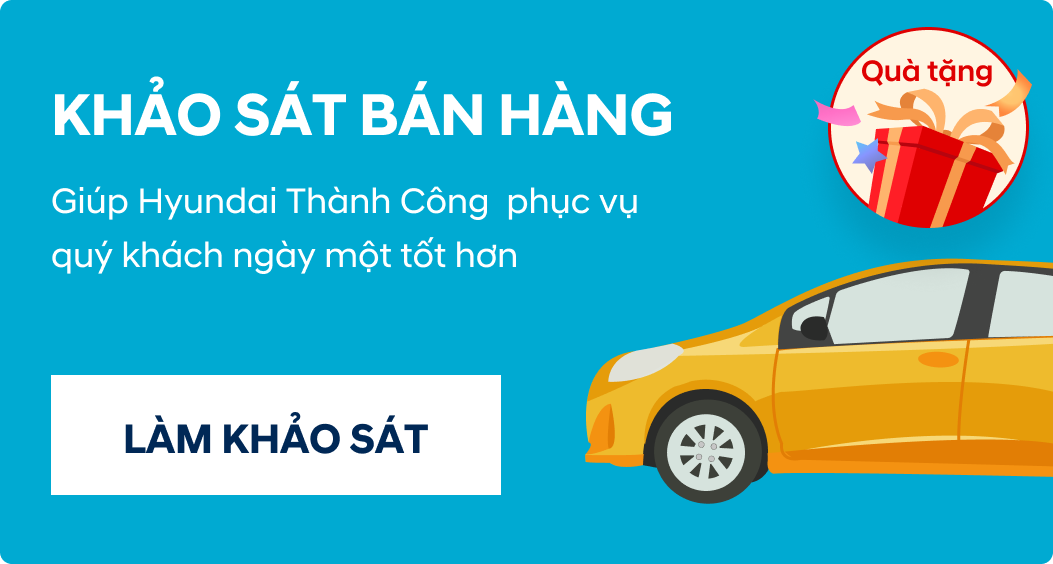 Quà tặng
KHẢO SÁT BÁN HÀNG
Giúp Hyundai Thành Công  phục vụ
quý khách ngày một tốt hơn
LÀM KHẢO SÁT